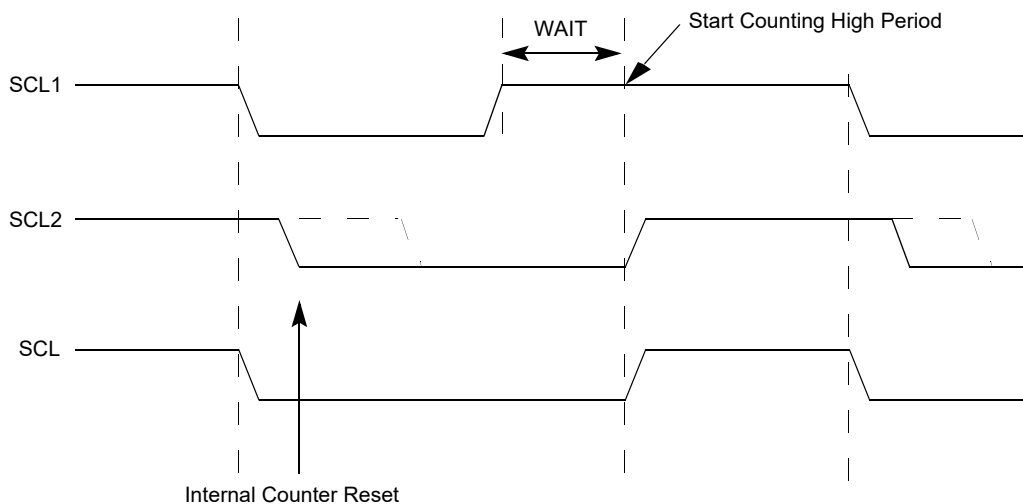 Start Counting High Period
WAIT
SCL1
SCL2
SCL
Internal Counter Reset